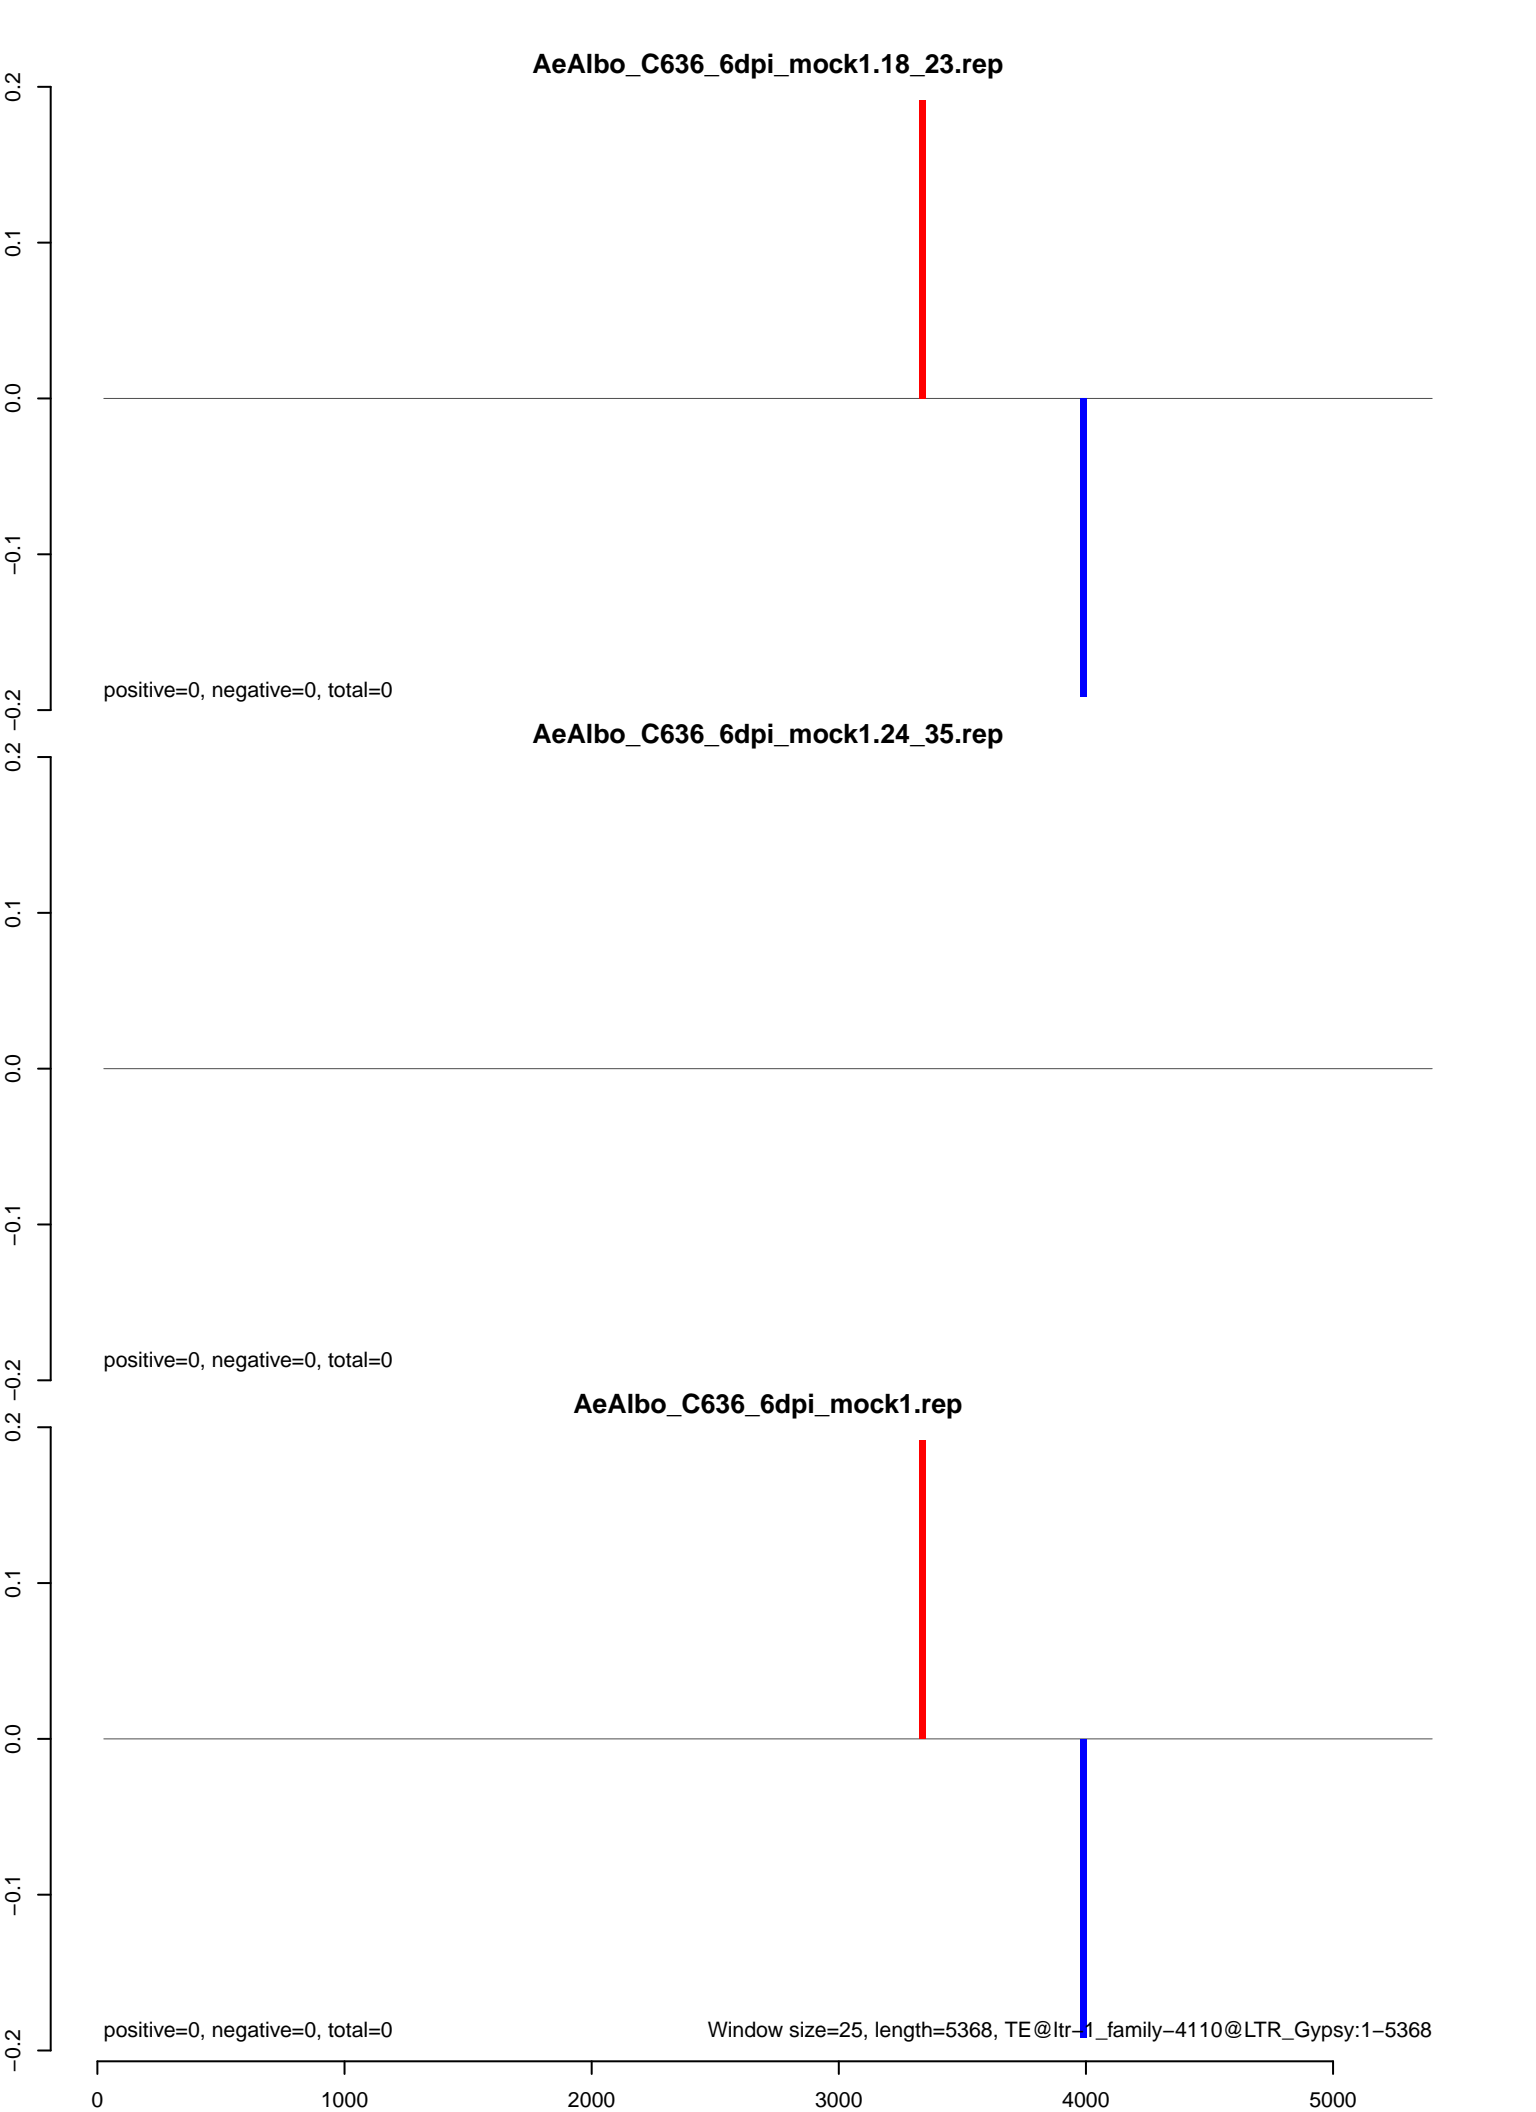 AeAlbo_C636_6dpi_mock1.18_23.rep
0.2
0.1
0.0
−0.1
−0.2
positive=0, negative=0, total=0
AeAlbo_C636_6dpi_mock1.24_35.rep
0.2
0.1
0.0
−0.1
−0.2
positive=0, negative=0, total=0
AeAlbo_C636_6dpi_mock1.rep
0.2
0.1
0.0
−0.1
−0.2
positive=0, negative=0, total=0
Window size=25, length=5368, TE@ltr−1_family−4110@LTR_Gypsy:1−5368
0 1000 2000 3000 4000 5000